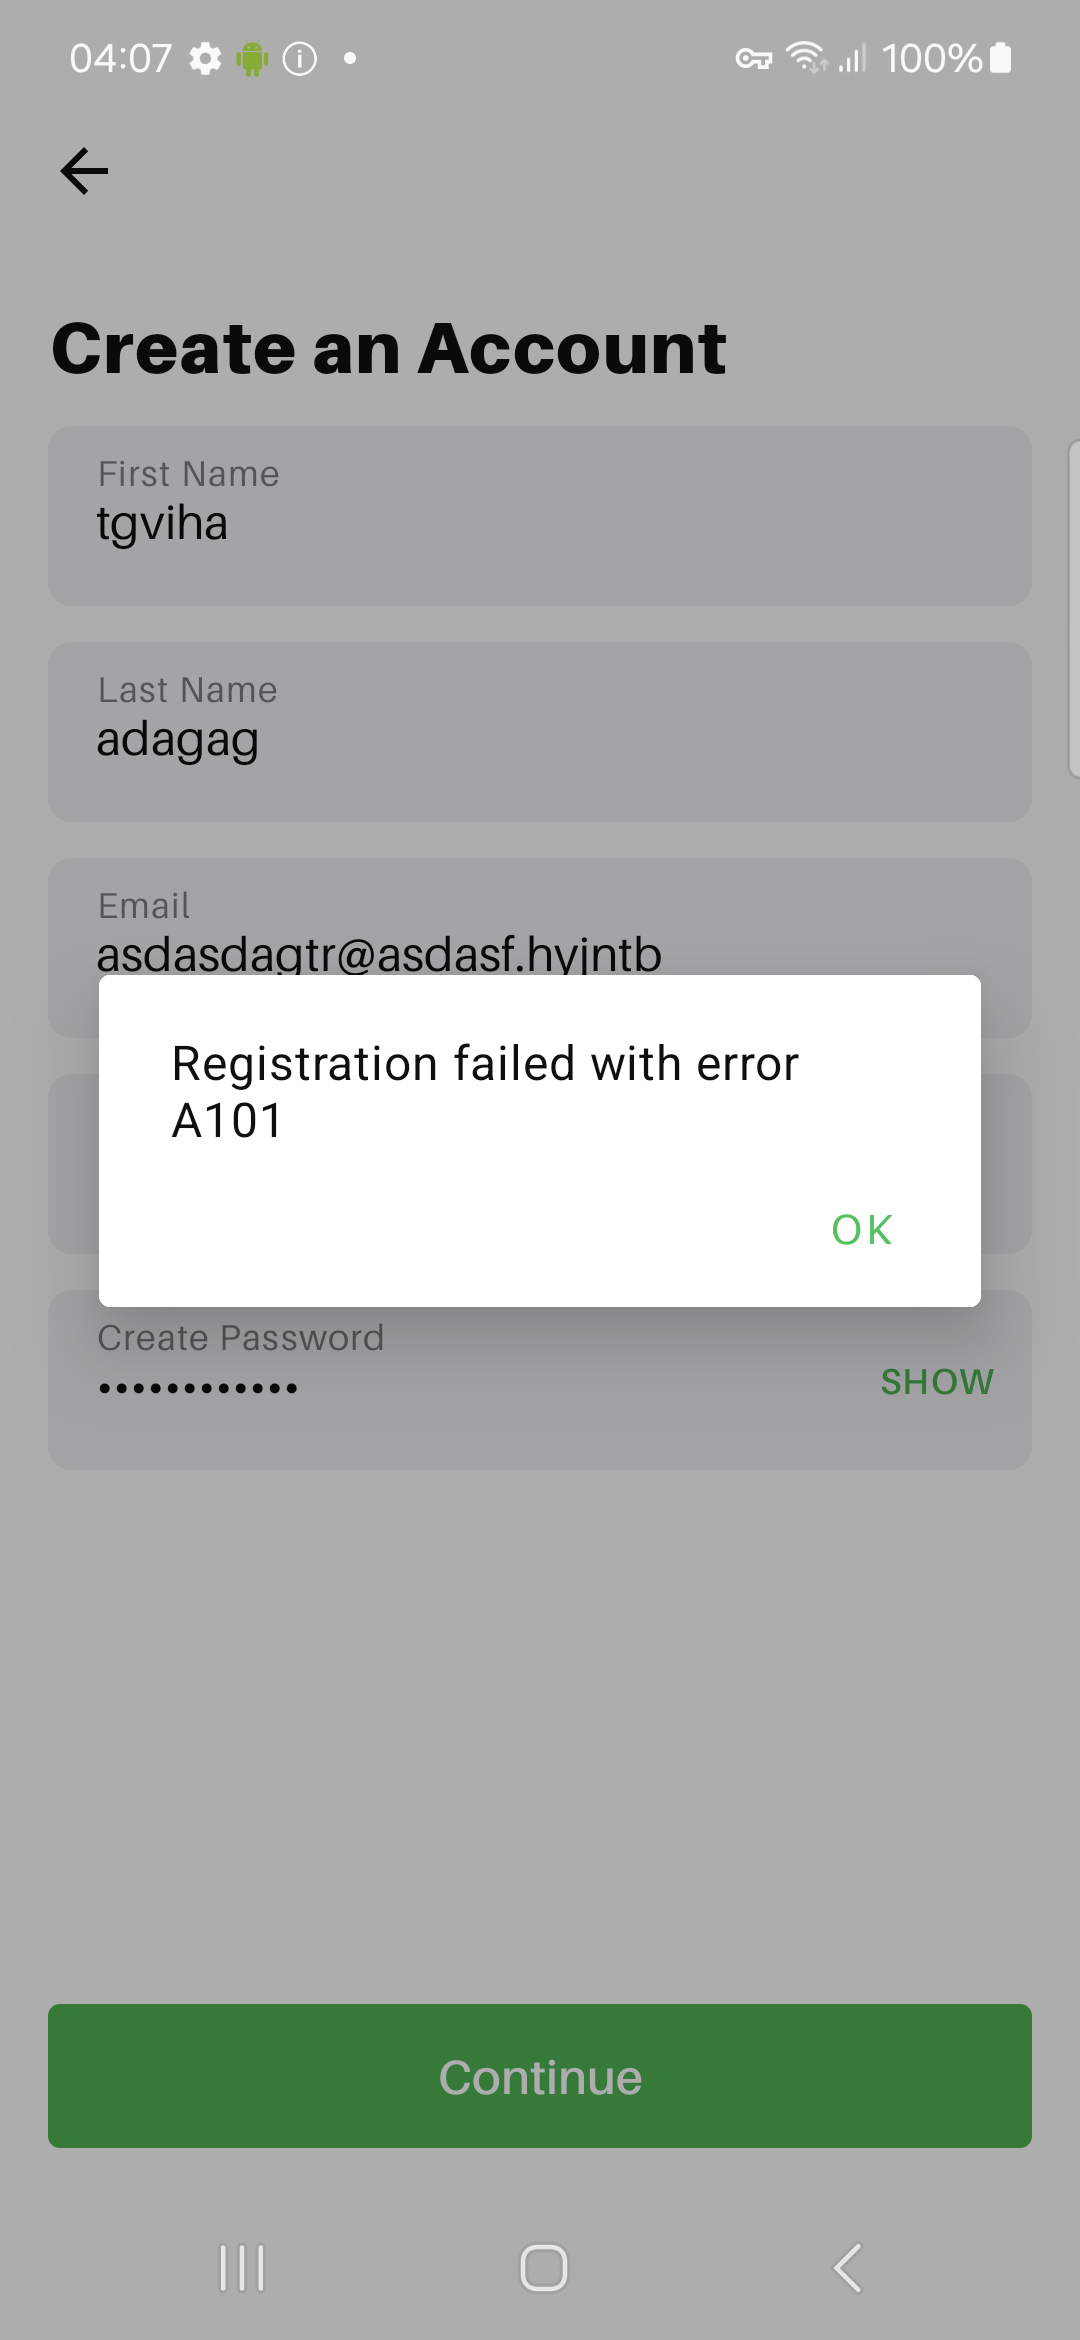 04:07 100%
Create an Account
First Name
tgviha
Last Name
adagag
Email
asdasdagtr@asdasf.hyjntb
Registration failed with error
A101
OK
Create Password
••••••••••••
SHOW
Continue